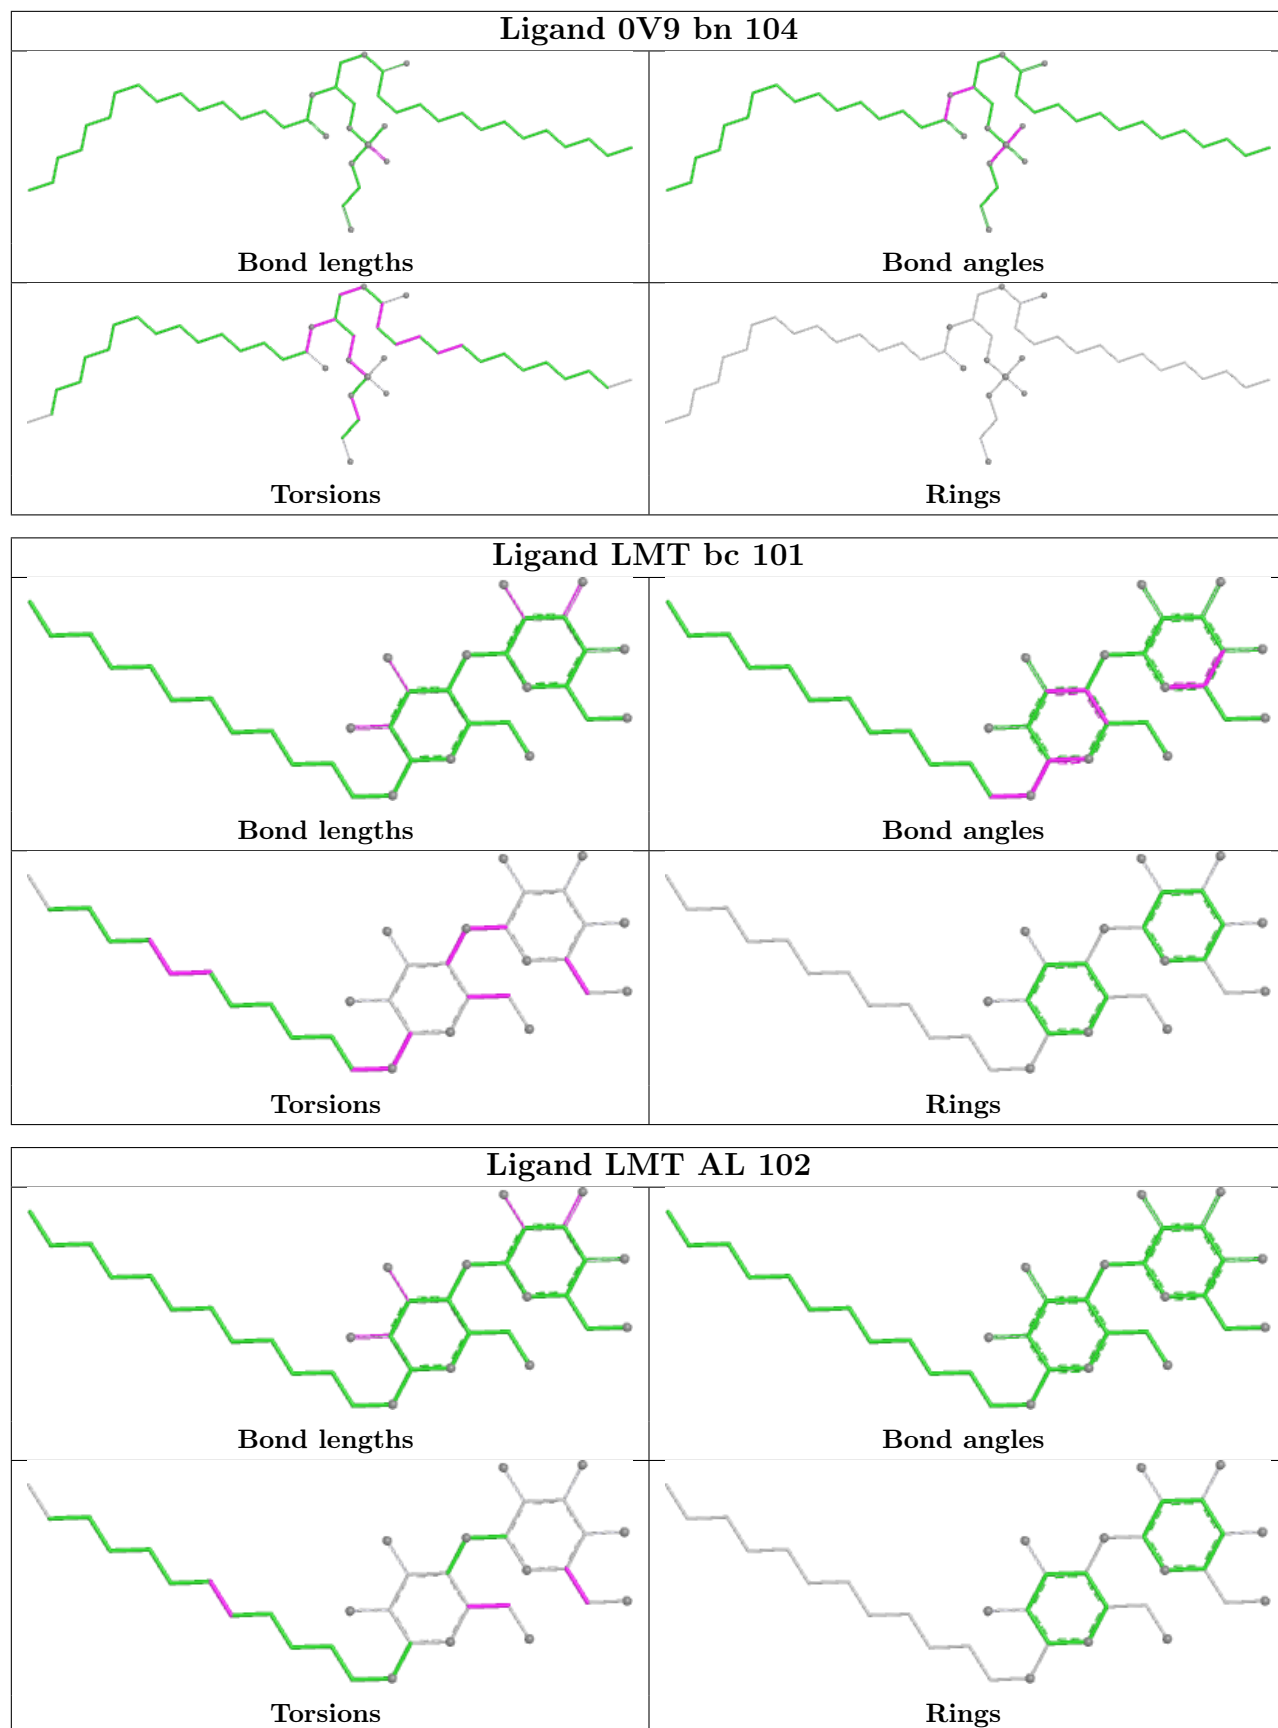 Ligand 0V9 bn 104
Bond lengths
Bond angles
Torsions
Rings
Ligand LMT bc 101
Bond lengths
Bond angles
Torsions
Rings
Ligand LMT AL 102
Bond lengths
Bond angles
Torsions
Rings